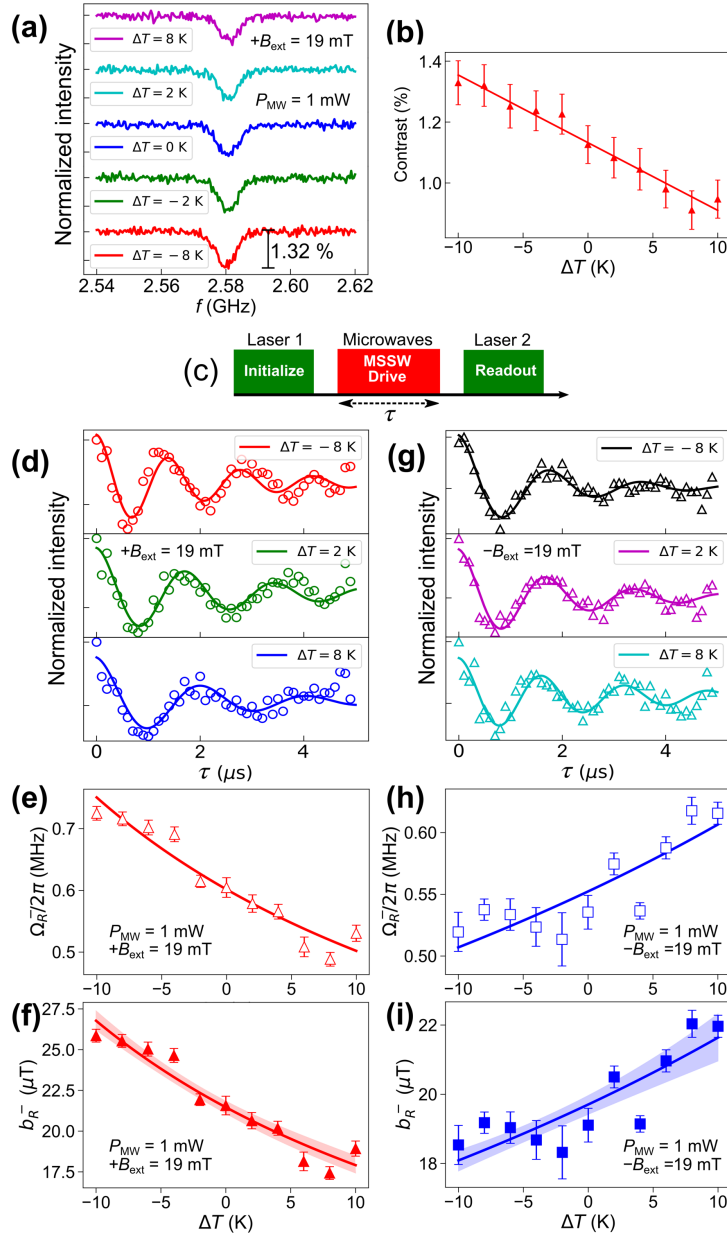 (a)
Normalized intensity
ΔT = 8 K
+B_ext = 19 mT
ΔT = 2 K
P_MW = 1 mW
ΔT = 0 K
ΔT = − 2 K
ΔT = − 8 K
1.32 %
2.54 2.56 2.58 2.60 2.62
f (GHz)
(b)
Contrast (%)
1.4
1.2
1.0
−10 −5 0 5 10
ΔT (K)
(c)
Laser 1 Microwaves Laser 2
Initialize
MSSW
Drive
Readout
τ
(d)
Normalized intensity
ΔT = − 8 K
+B_ext = 19 mT
ΔT = 2 K
ΔT = 8 K
0 2 4
τ (μs)
(g)
Normalized intensity
ΔT = − 8 K
−B_ext =19 mT
ΔT = 2 K
ΔT = 8 K
0 2 4
τ (μs)
(e)
Ω_R^−/2π (MHz)
0.7
0.6
0.5
P_MW = 1 mW
+B_ext = 19 mT
−10 −5 0 5 10
(h)
Ω_R^−/2π (MHz)
0.60
0.55
0.50
P_MW = 1 mW
−B_ext =19 mT
−10 −5 0 5 10
(f)
b_R^− (μT)
27.5
25.0
22.5
20.0
17.5
P_MW = 1 mW
+B_ext = 19 mT
−10 −5 0 5 10
ΔT (K)
(i)
b_R^− (μT)
22
20
18
P_MW = 1 mW
−B_ext =19 mT
−10 −5 0 5 10
ΔT (K)